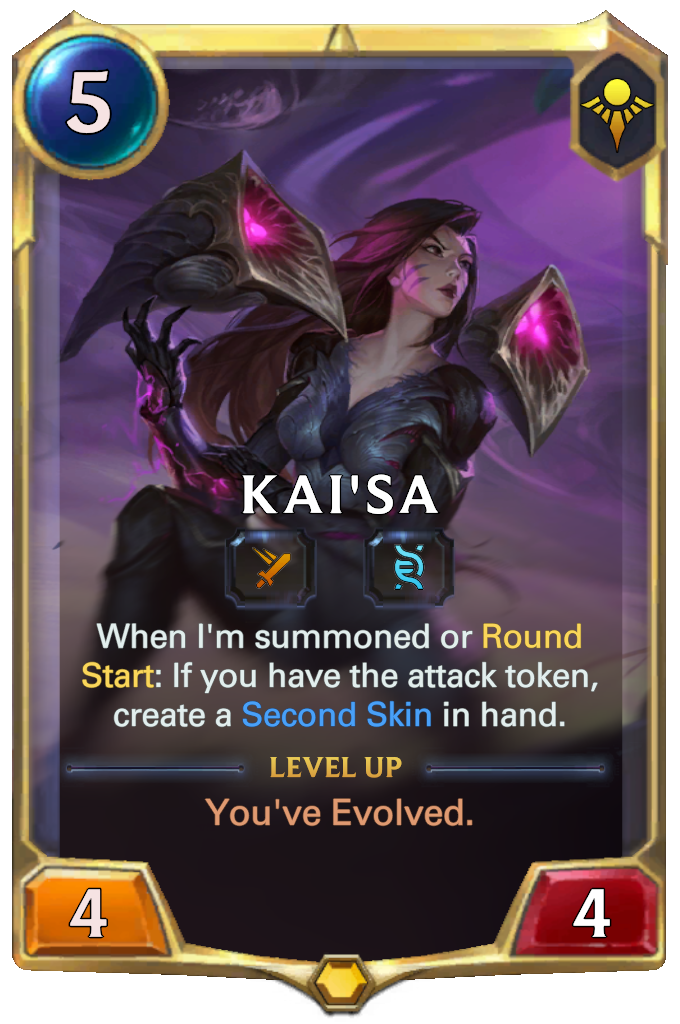 5
KAI'SA
When I'm summoned or Round
Start: If you have the attack token,
create a Second Skin in hand.
LEVEL UP
You've Evolved.
4
4